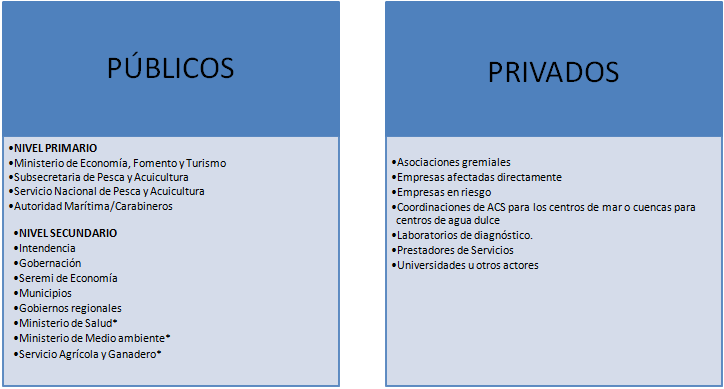 PÚBLICOS
•NIVEL PRIMARIO
•Ministerio de Economía, Fomento y Turismo
•Subsecretaria de Pesca y Acuicultura
•Servicio Nacional de Pesca y Acuicultura
•Autoridad Marítima/Carabineros
•NIVEL SECUNDARIO
•Intendencia
•Gobernación
•Seremi de Economía
•Municipios
•Gobiernos regionales
•Ministerio de Salud*
•Ministerio de Medio ambiente*
•Servicio Agrícola y Ganadero*
PRIVADOS
•Asociaciones gremiales
•Empresas afectadas directamente
•Empresas en riesgo
•Coordinaciones de ACS para los centros de mar o cuencas para
centros de agua dulce
•Laboratorios de diagnóstico.
•Prestadores de Servicios
•Universidades u otros actores